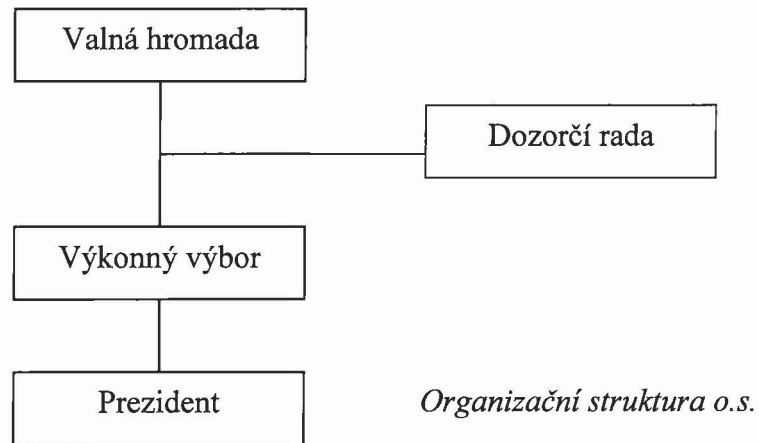 Valná hromada
Dozorčí rada
Výkonný výbor
Prezident
Organizační struktura o.s.